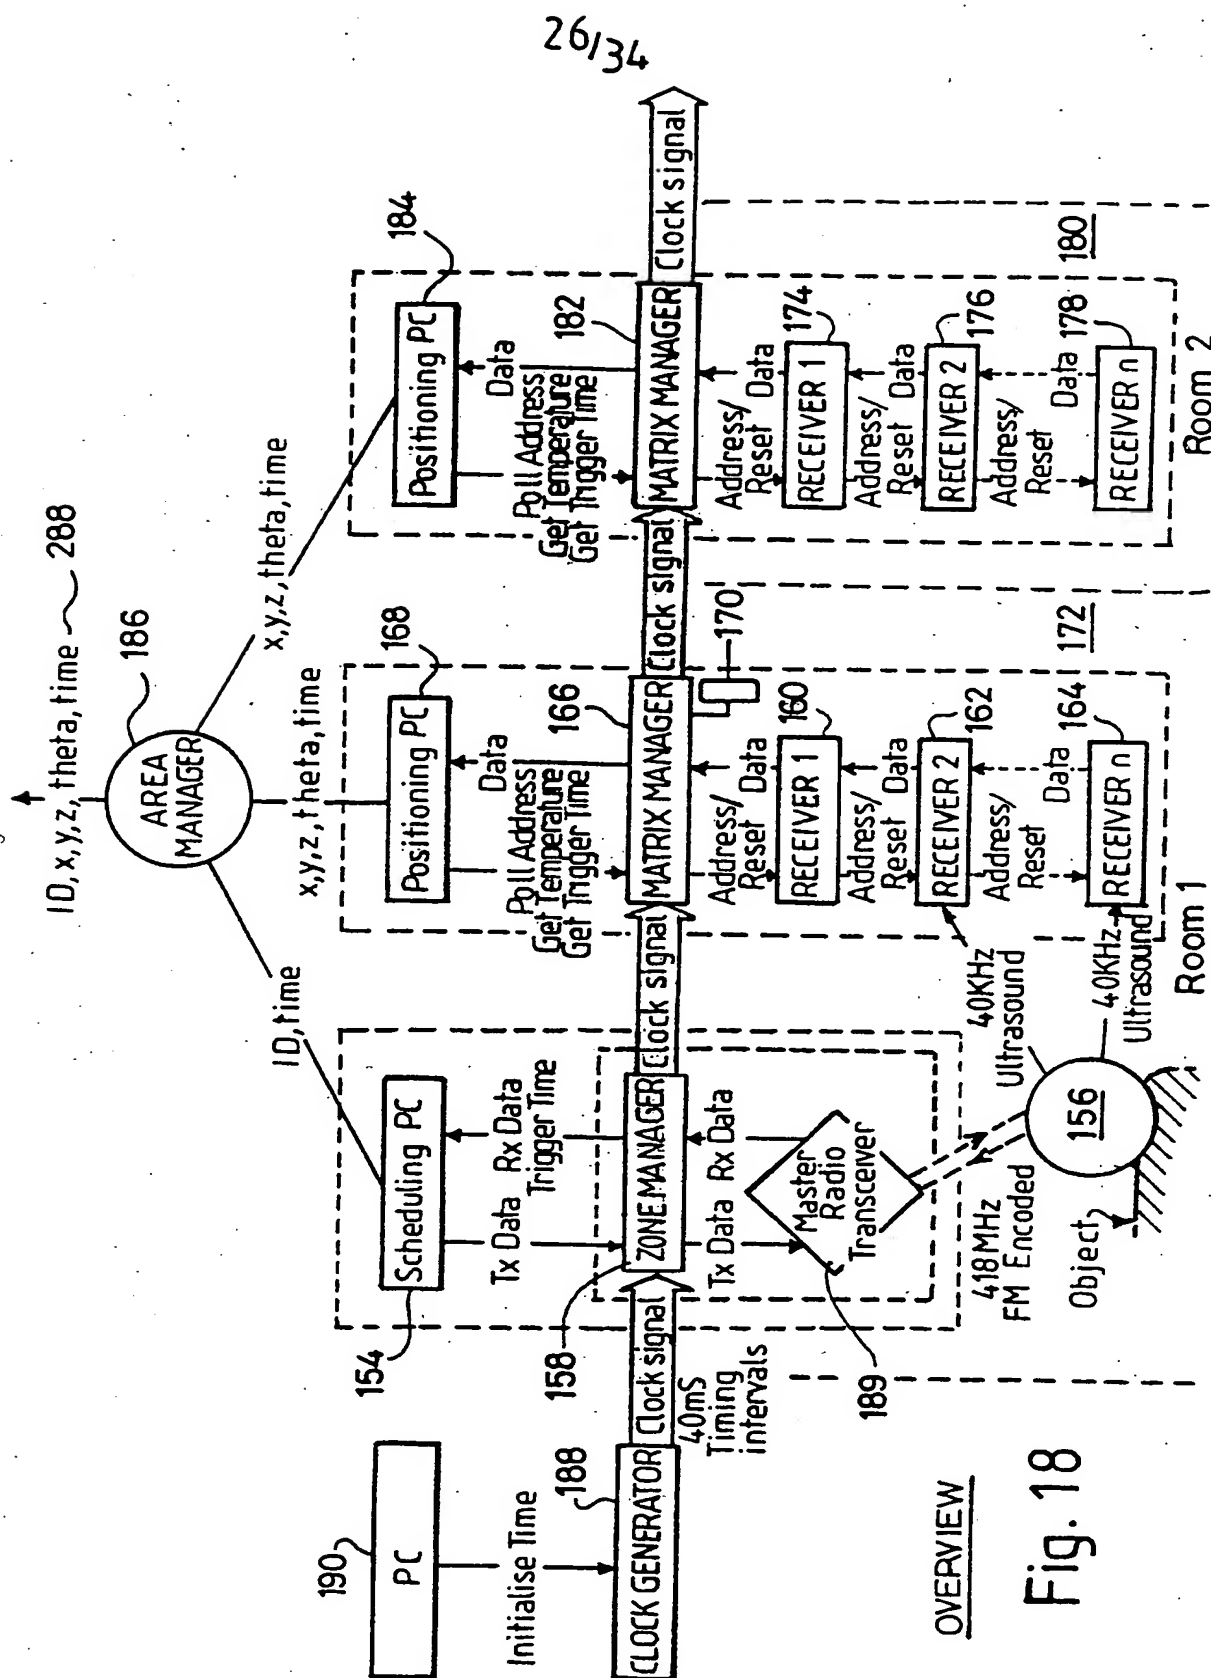 26/34
ID, x,y,z,theta,time
288
186
AREA
MANAGER
ID,time
x,y,z,theta,time
x,y,z,theta,time
190
PC
Initialise Time
188
CLOCK GENERATOR
Clock signal
40mS
Timing
intervals
154
Scheduling PC
Tx Data
Rx Data
Trigger Time
158
ZONE MANAGER
Tx Data
Rx Data
Master
Radio
Transceiver
189
418MHz
FM Encoded
Object
156
40KHz
Ultrasound
40KHz
Ultrasound
Clock signal
168
Positioning PC
Poll Address
Get Temperature
Get Trigger Time
Data
166
MATRIX MANAGER
170
Address/
Reset
Data
160
RECEIVER 1
Address/
Reset
Data
162
RECEIVER 2
Address/
Reset
Data
164
RECEIVER n
172
Room 1
Clock signal
184
Positioning PC
Poll Address
Get Temperature
Get Trigger Time
Data
182
MATRIX MANAGER
Address/
Reset
Data
174
RECEIVER 1
Address/
Reset
Data
176
RECEIVER 2
Address/
Reset
Data
178
RECEIVER n
180
Room 2
Clock signal
OVERVIEW
Fig. 18